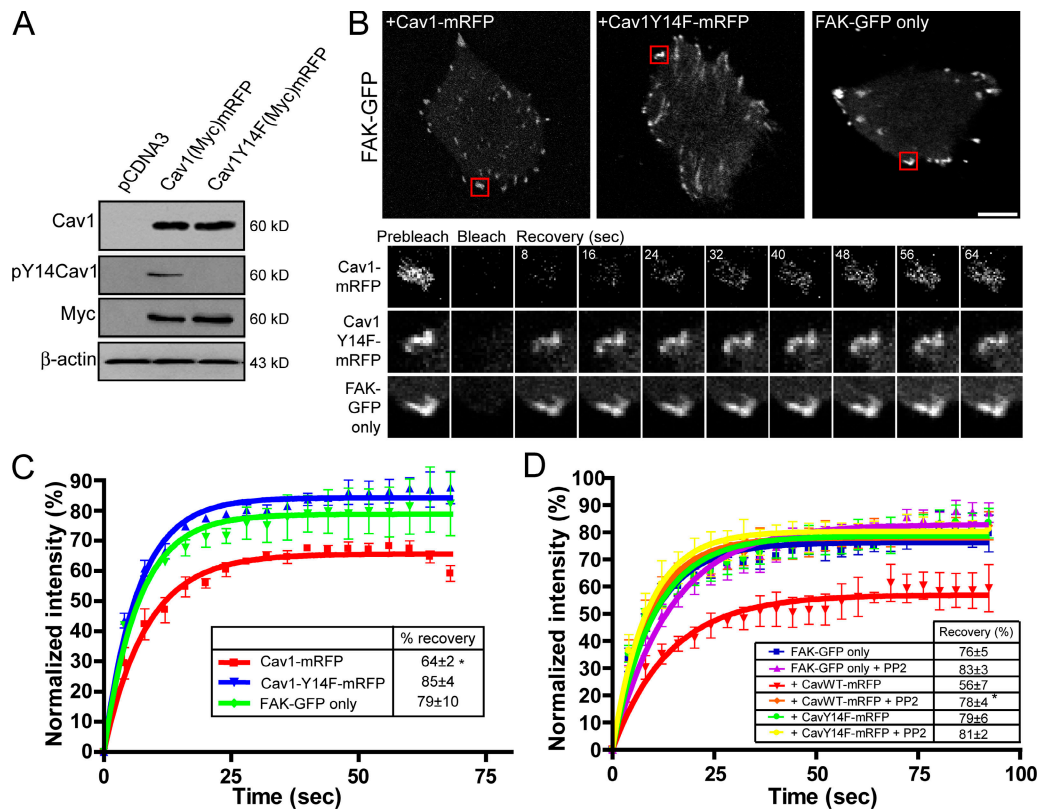 A
pCDNA3
Cav1(Myc)mRFP
Cav1Y14F(Myc)mRFP
Cav1
60 kD
pY14Cav1
60 kD
Myc
60 kD
β-actin
43 kD
B
+Cav1-mRFP
+Cav1Y14F-mRFP
FAK-GFP only
FAK-GFP
Prebleach Bleach Recovery (sec)
8 16 24 32 40 48 56 64
Cav1-
mRFP
Cav1
Y14F-
mRFP
FAK-
GFP
only
C
Normalized intensity (%)
90
80
70
60
50
40
30
20
10
0
0 25 50 75
Time (sec)
% recovery
Cav1-mRFP 64±2 *
Cav1-Y14F-mRFP 85±4
FAK-GFP only 79±10
D
Normalized intensity (%)
100
90
80
70
60
50
40
30
20
10
0
0 25 50 75 100
Time (sec)
Recovery (%)
FAK-GFP only 76±5
FAK-GFP only + PP2 83±3
+ CavWT-mRFP 56±7
+ CavWT-mRFP + PP2 78±4 *
+ CavY14F-mRFP 79±6
+ CavY14F-mRFP + PP2 81±2